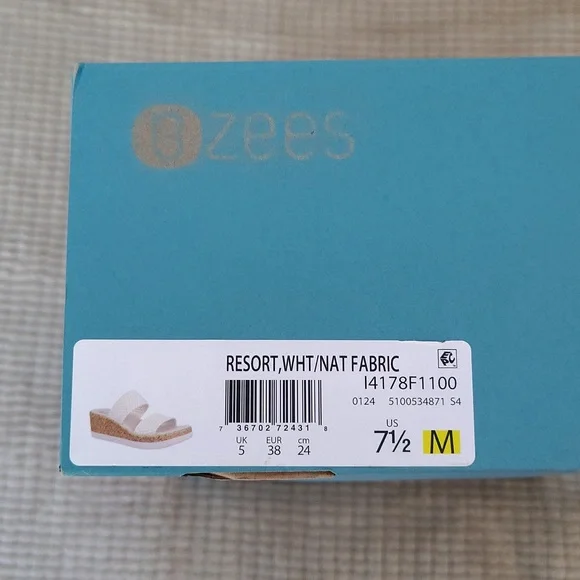 Bzees
RESORT,WHT/NAT FABRIC
I4178F1100
0124 5100534871 S4
7 36702 72431 8
UK EUR cm
5 38 24
US
7½ M